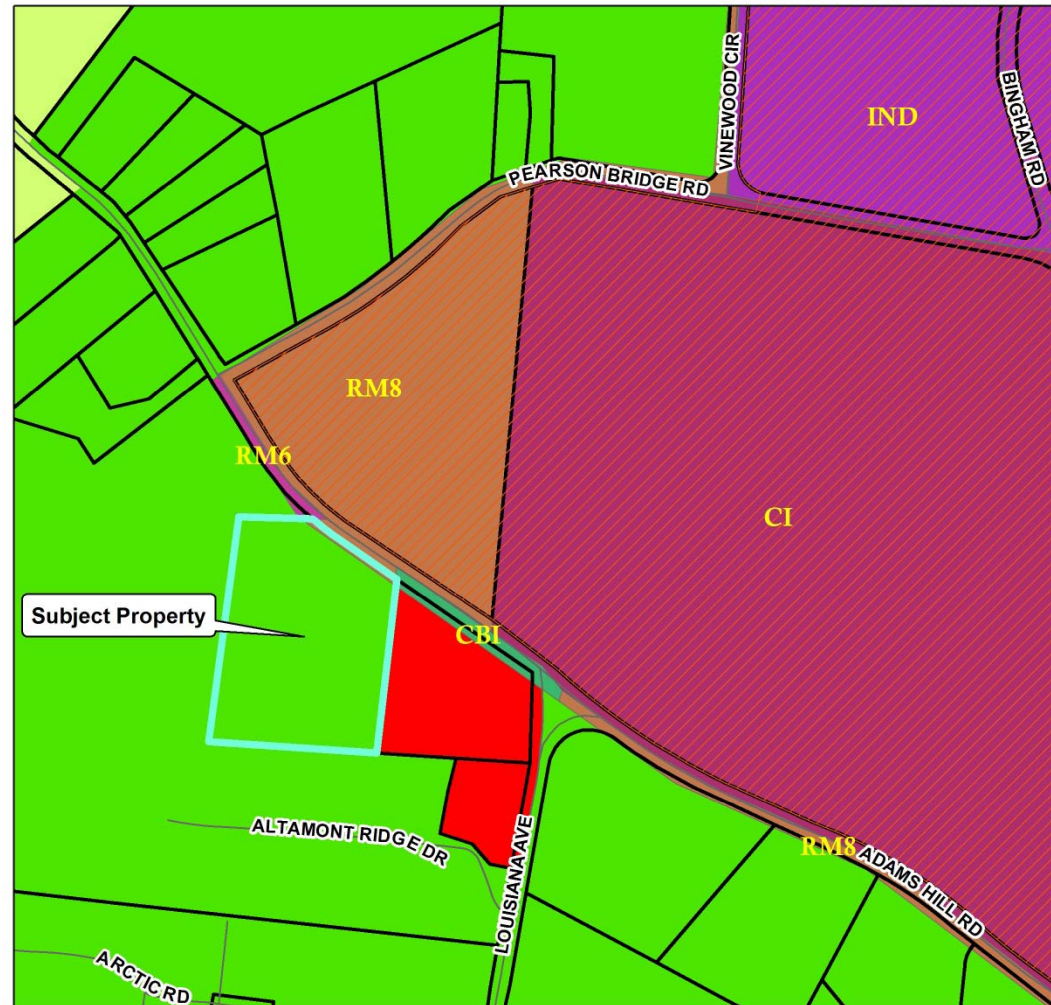 VINEWOOD CIR
BINGHAM RD
IND
PEARSON BRIDGE RD
RM8
RM6
CI
Subject Property
CBI
ALTAMONT RIDGE DR
LOUISIANA AVE
RM8
ADAMS HILL RD
ARCTIC RD